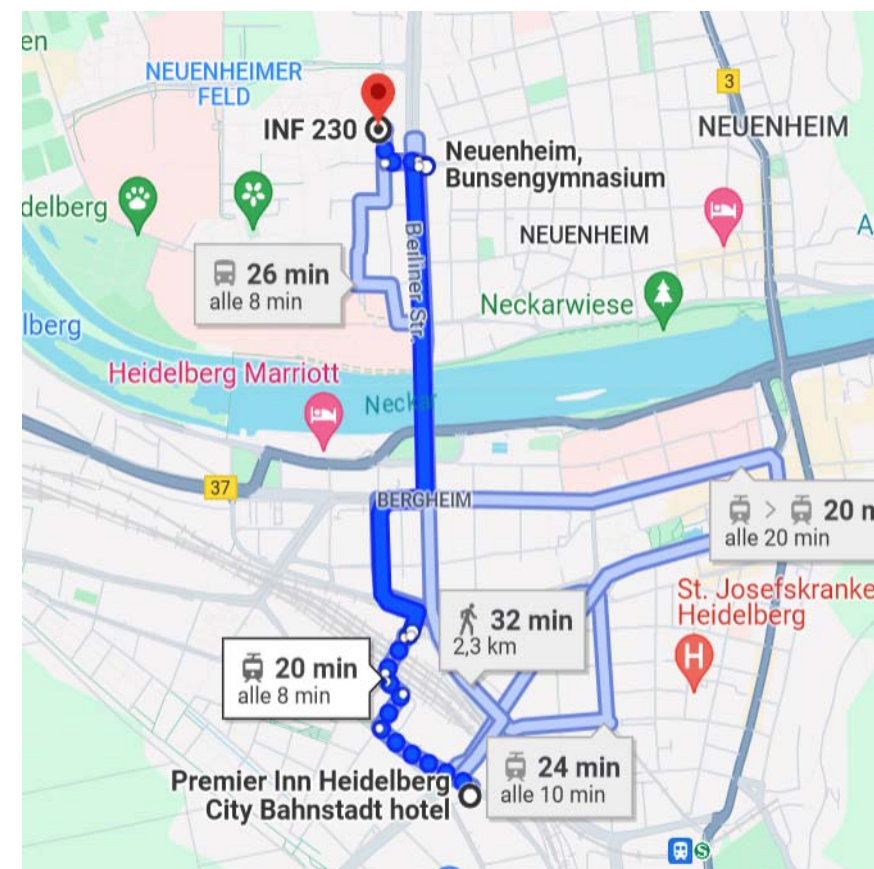 en
NEUENHEIMER
FELD
3
INF 230
NEUENHEIM
Neuenheim,
Bunsengymnasium
delberg
NEUENHEIM
A
Berliner Str.
26 min
alle 8 min
Neckarwiese
lberg
Heidelberg Marriott
Neckar
37
BERGHEIM
> 20 m
alle 20 min
St. Josefskranke
Heidelberg
H
32 min
2,3 km
20 min
alle 8 min
24 min
alle 10 min
Premier Inn Heidelberg
City Bahnstadt hotel
S